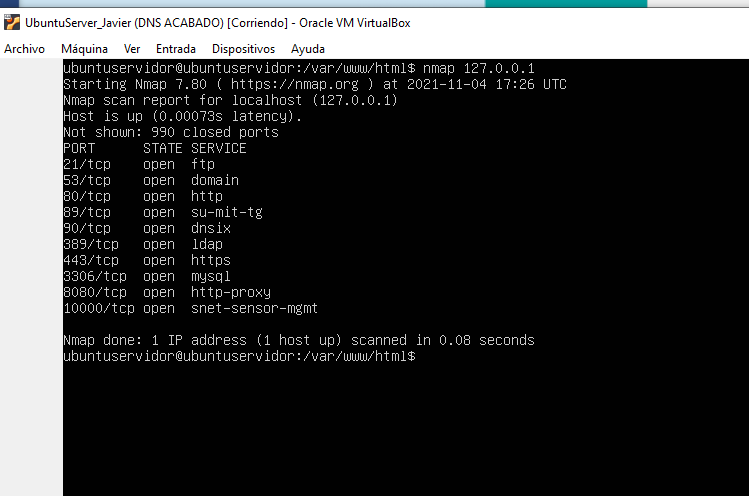 UbuntuServer_Javier (DNS ACABADO) [Corriendo] - Oracle VM VirtualBox
Archivo Máquina Ver Entrada Dispositivos Ayuda
ubuntuservidor@ubuntuservidor:/var/www/html$ nmap 127.0.0.1
Starting Nmap 7.80 ( https://nmap.org ) at 2021-11-04 17:26 UTC
Nmap scan report for localhost (127.0.0.1)
Host is up (0.00073s latency).
Not shown: 990 closed ports
PORT STATE SERVICE
21/tcp open ftp
53/tcp open domain
80/tcp open http
89/tcp open su-mit-tg
90/tcp open dnsix
389/tcp open ldap
443/tcp open https
3306/tcp open mysql
8080/tcp open http-proxy
10000/tcp open snet-sensor-mgmt
Nmap done: 1 IP address (1 host up) scanned in 0.08 seconds
ubuntuservidor@ubuntuservidor:/var/www/html$